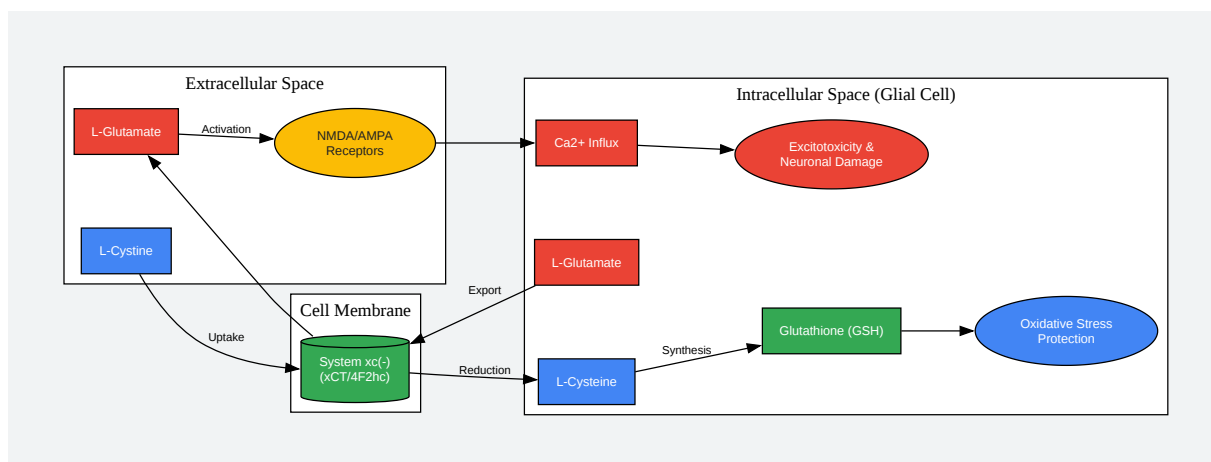 Extracellular Space
L-Glutamate
Activation
NMDA/AMPA
Receptors
L-Cystine
Uptake
Cell Membrane
System xc(-)
(xCT/4F2hc)
Export
Reduction
Intracellular Space (Glial Cell)
Ca2+ Influx
Excitotoxicity &
Neuronal Damage
L-Glutamate
L-Cysteine
Synthesis
Glutathione (GSH)
Oxidative Stress
Protection